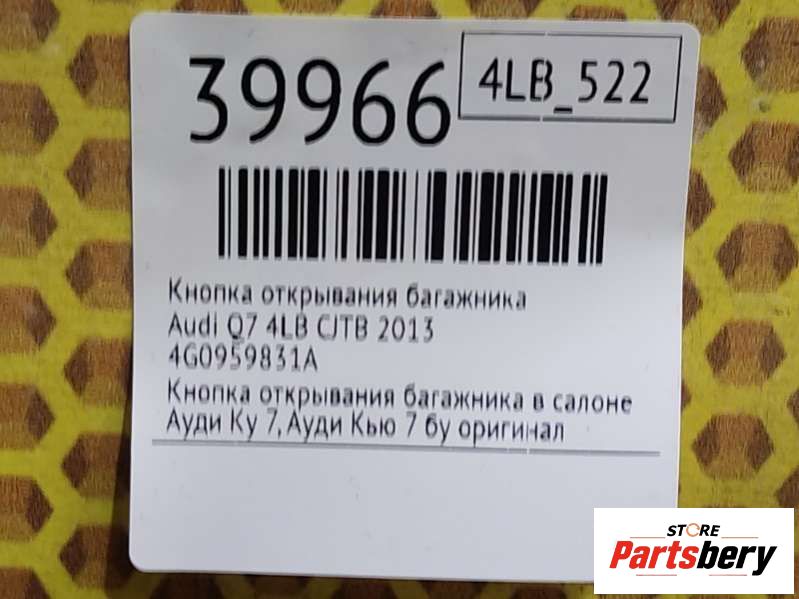 39966
4LB_522
Кнопка открывания багажника
Audi Q7 4LB CJTB 2013
4G0959831A
Кнопка открывания багажника в салоне
Ауди Ку 7, Ауди Кью 7 бу оригинал
STORE
Partsbery